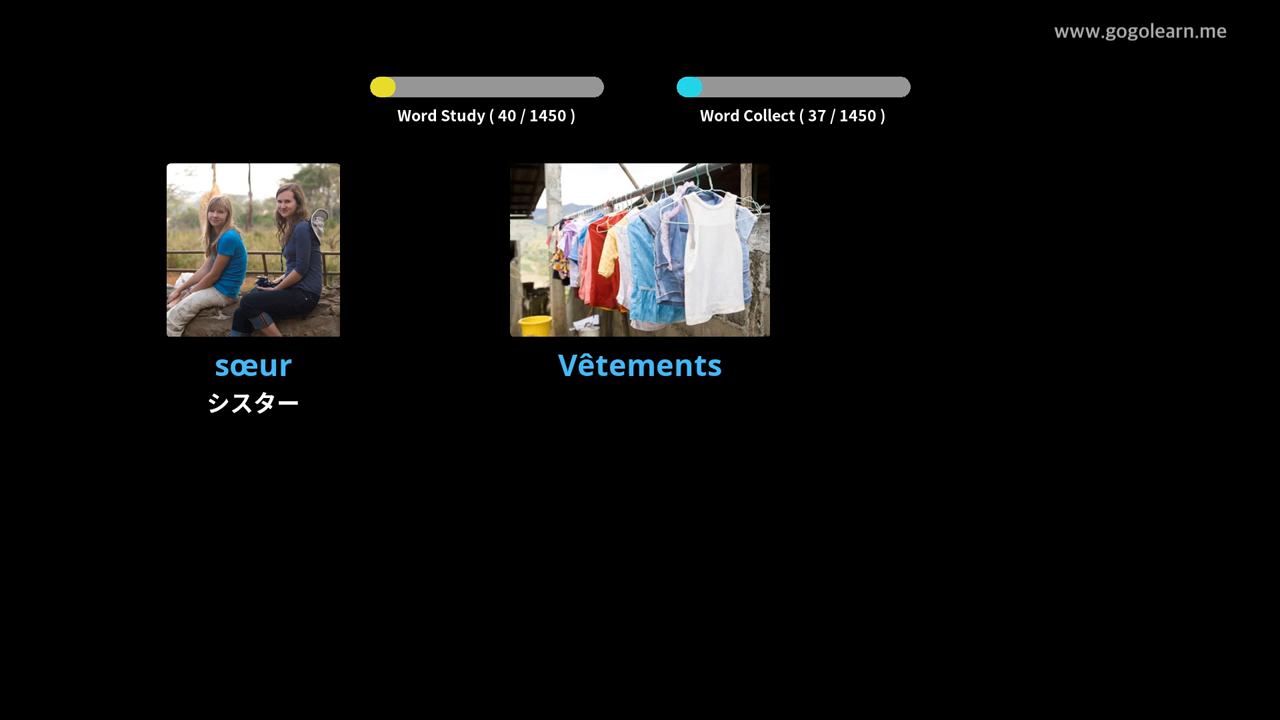 www.gogolearn.me
Word Study ( 40 / 1450 )
Word Collect ( 37 / 1450 )
sœur
シスター
Vêtements